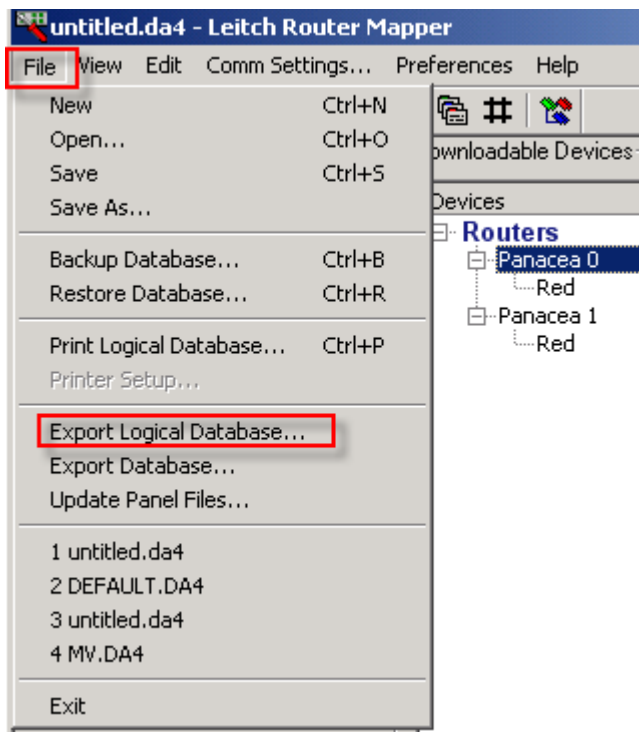 untitled.da4 - Leitch Router Mapper
File View Edit Comm Settings... Preferences Help
New Ctrl+N
Open... Ctrl+O
Save Ctrl+S
Save As...
Backup Database... Ctrl+B
Restore Database... Ctrl+R
Print Logical Database... Ctrl+P
Printer Setup...
Export Logical Database...
Export Database...
Update Panel Files...
1 untitled.da4
2 DEFAULT.DA4
3 untitled.da4
4 MV.DA4
Exit
ownloadable Devices
Devices
Routers
Panacea 0
Red
Panacea 1
Red